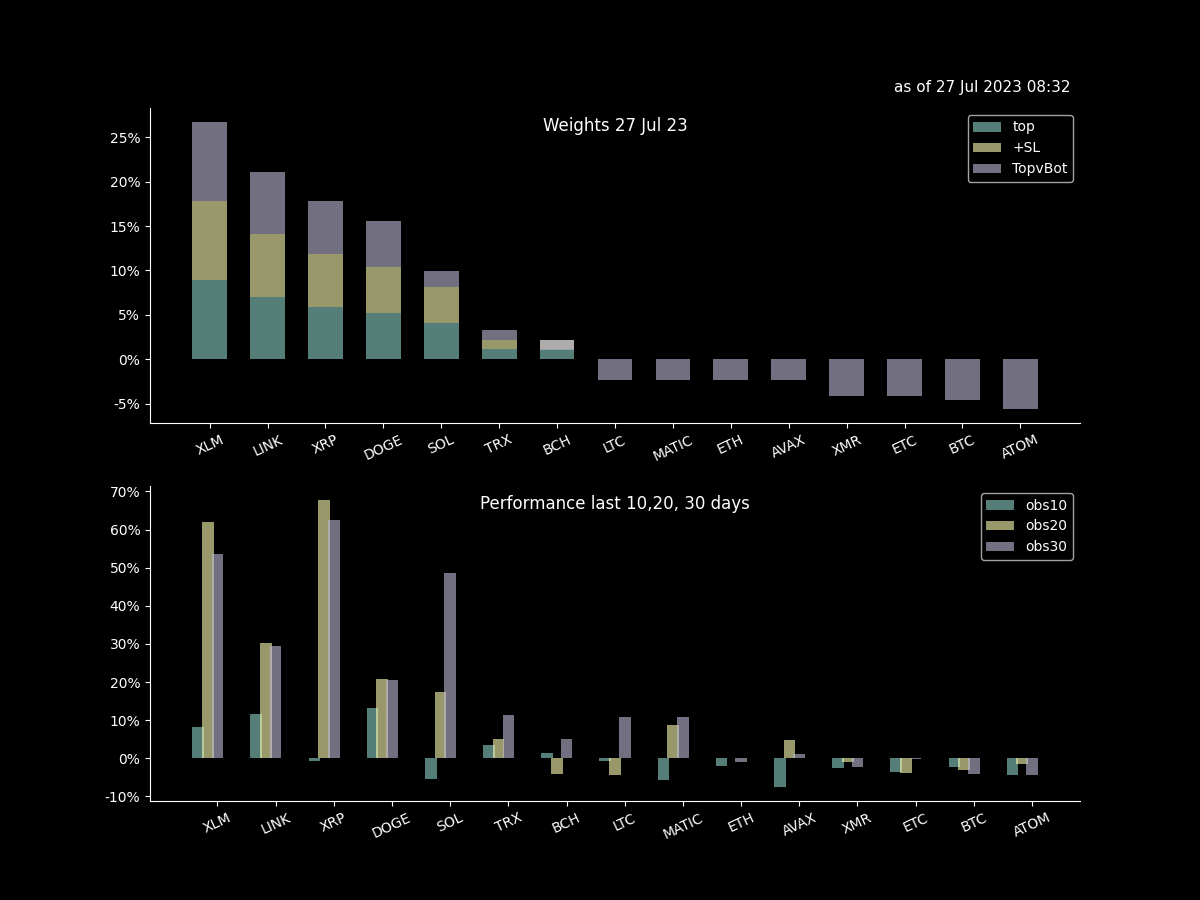 as of 27 Jul 2023 08:32
Weights 27 Jul 23
top
+SL
TopvBot
25%
20%
15%
10%
5%
0%
-5%
XLM LINK XRP DOGE SOL TRX BCH LTC MATIC ETH AVAX XMR ETC BTC ATOM
Performance last 10,20, 30 days
obs10
obs20
obs30
70%
60%
50%
40%
30%
20%
10%
0%
-10%
XLM LINK XRP DOGE SOL TRX BCH LTC MATIC ETH AVAX XMR ETC BTC ATOM